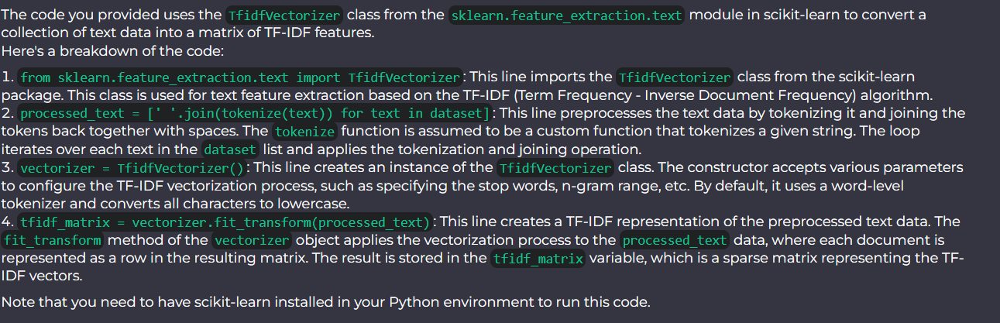 The code you provided uses the TfidfVectorizer class from the sklearn.feature_extraction.text module in scikit-learn to convert a
collection of text data into a matrix of TF-IDF features.
Here's a breakdown of the code:
1. from sklearn.feature_extraction.text import TfidfVectorizer: This line imports the TfidfVectorizer class from the scikit-learn
package. This class is used for text feature extraction based on the TF-IDF (Term Frequency - Inverse Document Frequency) algorithm.
2. processed_text = [' '.join(tokenize(text)) for text in dataset]: This line preprocesses the text data by tokenizing it and joining the
tokens back together with spaces. The tokenize function is assumed to be a custom function that tokenizes a given string. The loop
iterates over each text in the dataset list and applies the tokenization and joining operation.
3. vectorizer = TfidfVectorizer(): This line creates an instance of the TfidfVectorizer class. The constructor accepts various parameters
to configure the TF-IDF vectorization process, such as specifying the stop words, n-gram range, etc. By default, it uses a word-level
tokenizer and converts all characters to lowercase.
4. tfidf_matrix = vectorizer.fit_transform(processed_text): This line creates a TF-IDF representation of the preprocessed text data. The
fit_transform method of the vectorizer object applies the vectorization process to the processed_text data, where each document is
represented as a row in the resulting matrix. The result is stored in the tfidf_matrix variable, which is a sparse matrix representing the TF-
IDF vectors.
Note that you need to have scikit-learn installed in your Python environment to run this code.